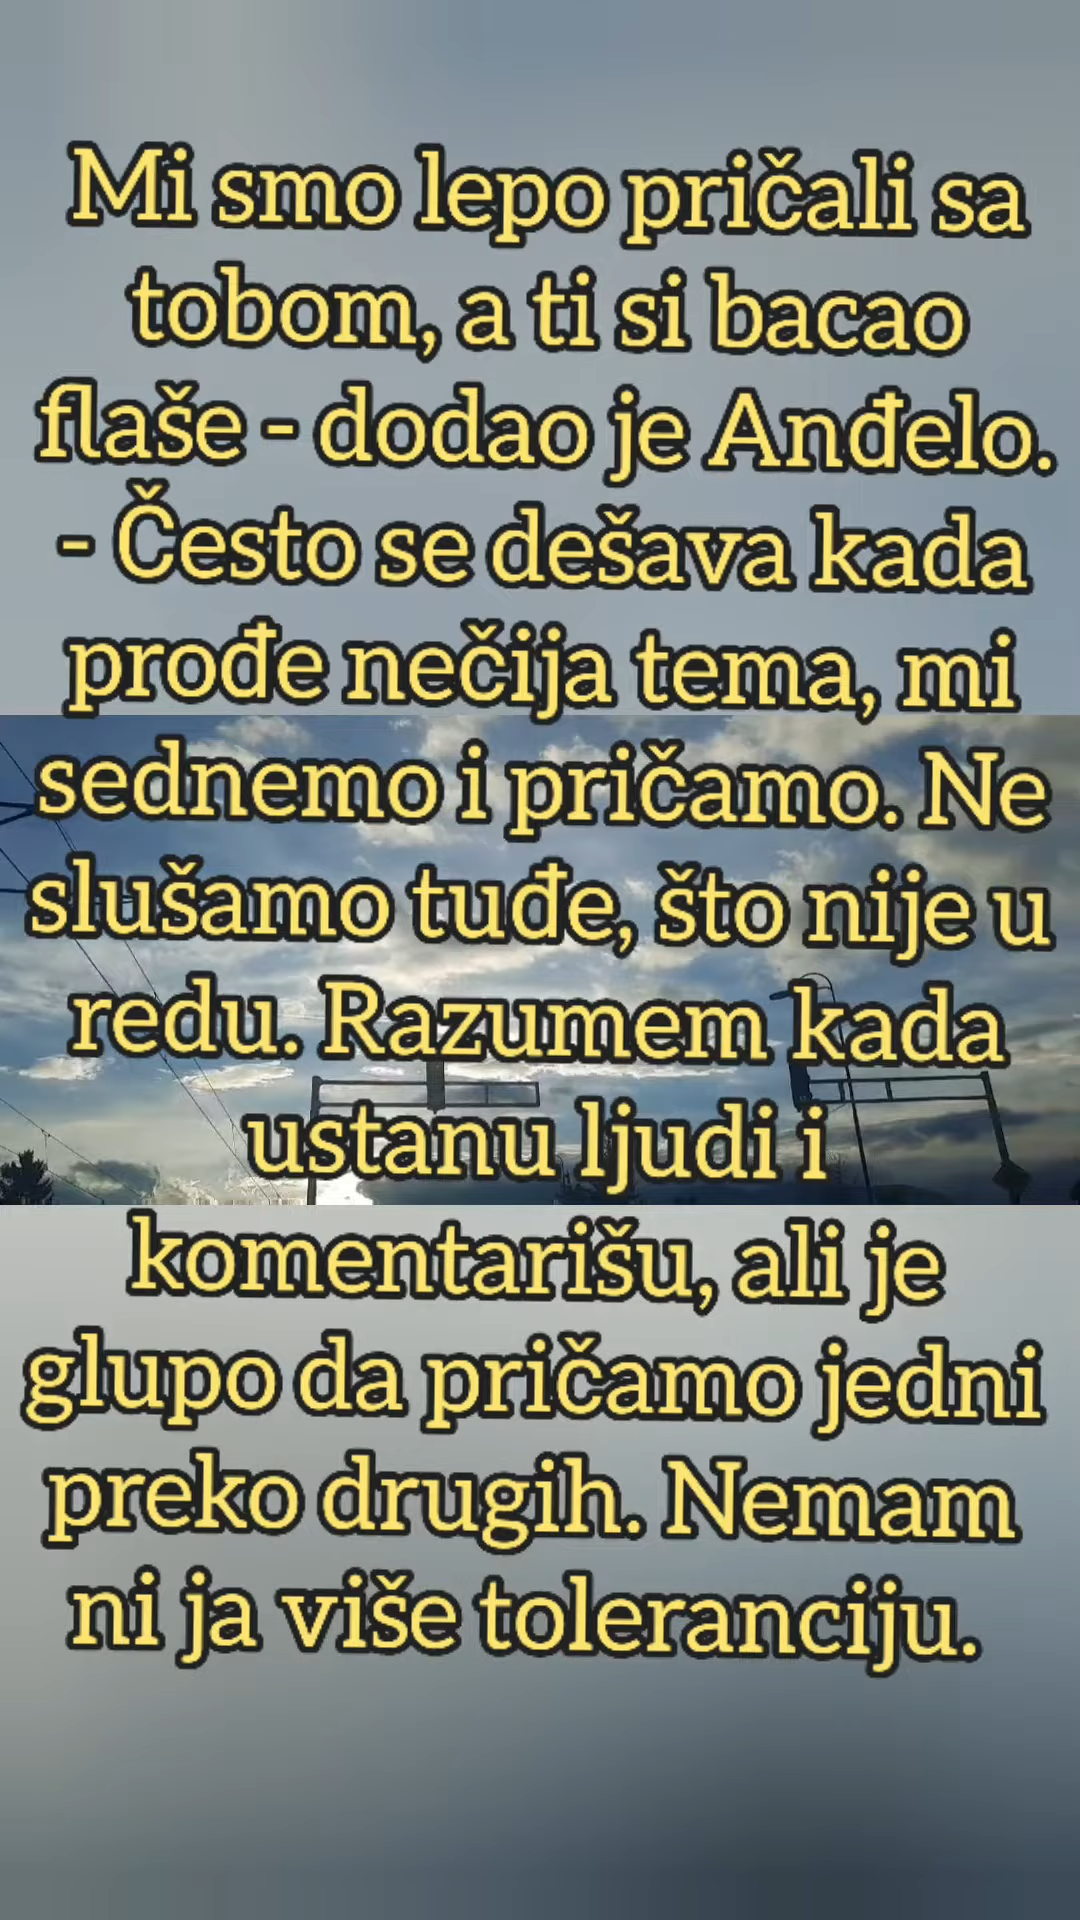 Mi smo lepo pričali sa
tobom, a ti si bacao
flaše - dodao je Anđelo.
- Često se dešava kada
prođe nečija tema, mi
sednemo i pričamo. Ne
slušamo tuđe, što nije u
redu. Razumem kada
ustanu ljudi i
komentarišu, ali je
glupo da pričamo jedni
preko drugih. Nemam
ni ja više toleranciju.